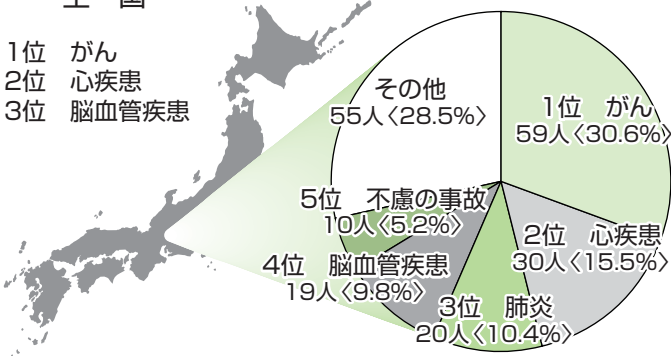 1位 がん
2位 心疾患
3位 脳血管疾患
その他
55人〈28.5%〉
1位 がん
59人〈30.6%〉
5位 不慮の事故
10人〈5.2%〉
2位 心疾患
30人〈15.5%〉
4位 脳血管疾患
19人〈9.8%〉
3位 肺炎
20人〈10.4%〉